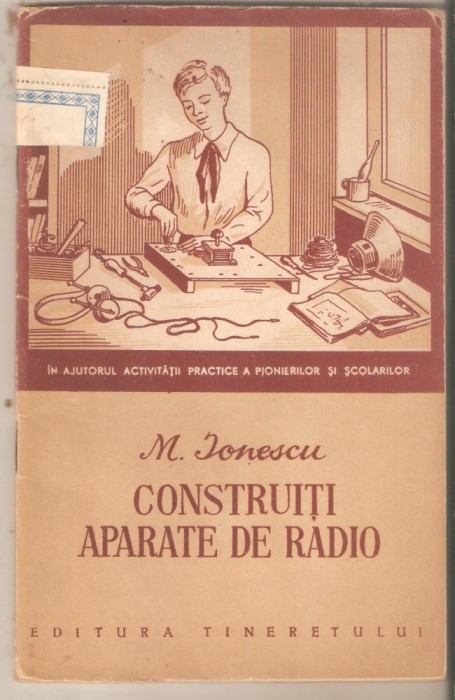 ÎN AJUTORUL ACTIVITĂȚII PRACTICE A PIONIERILOR ȘI ȘCOLARILOR
M. Ionescu
CONSTRUIȚI
APARATE DE RADIO
EDITURA TINERETULUI